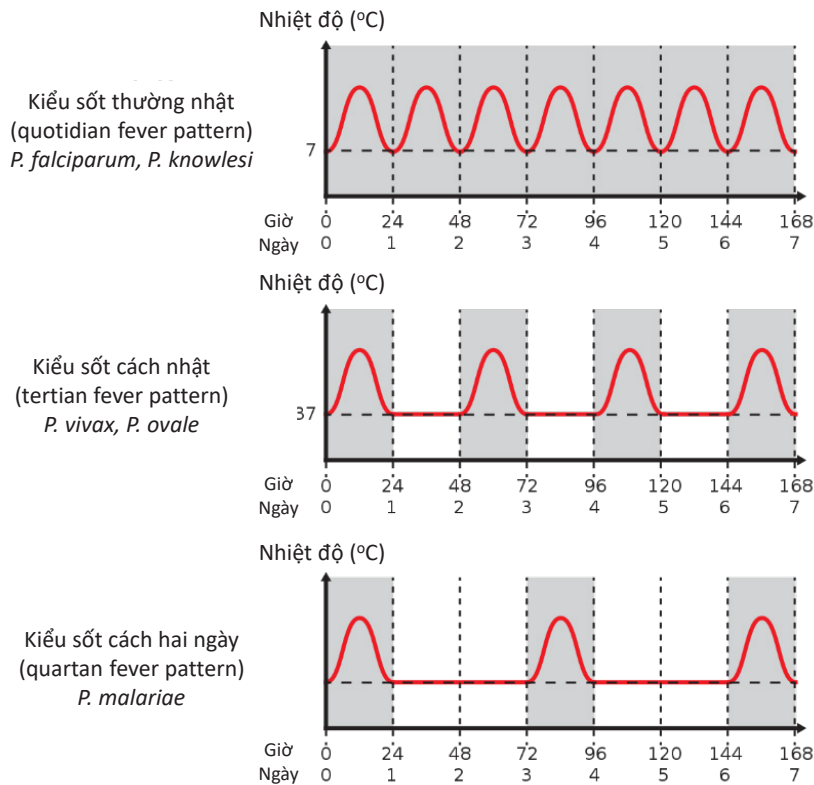 Nhiệt độ (ºC)
Kiểu sốt thường nhật
(quotidian fever pattern)
P. falciparum, P. knowlesi
7
Giờ 0 24 48 72 96 120 144 168
Ngày 0 1 2 3 4 5 6 7
Nhiệt độ (ºC)
Kiểu sốt cách nhật
(tertian fever pattern)
P. vivax, P. ovale
37
Giờ 0 24 48 72 96 120 144 168
Ngày 0 1 2 3 4 5 6 7
Nhiệt độ (ºC)
Kiểu sốt cách hai ngày
(quartan fever pattern)
P. malariae
Giờ 0 24 48 72 96 120 144 168
Ngày 0 1 2 3 4 5 6 7